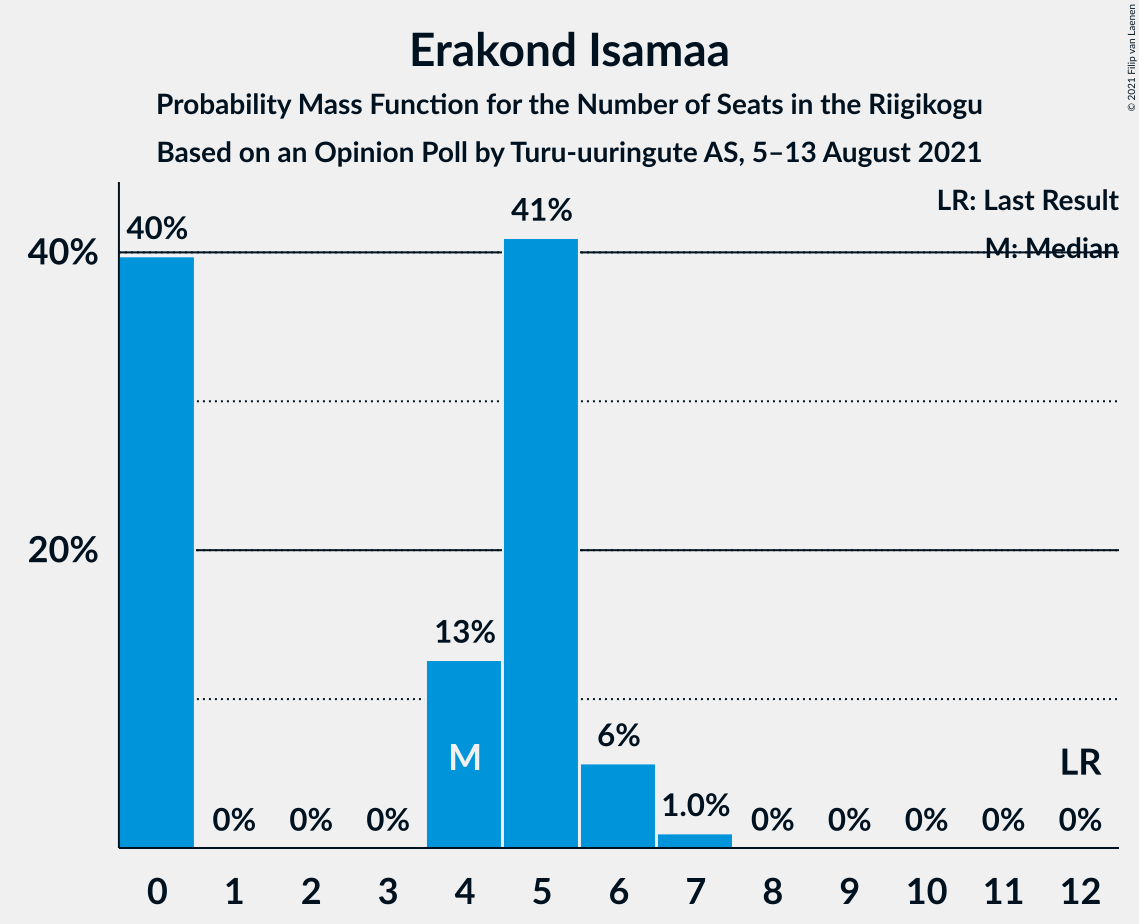 Erakond Isamaa
Probability Mass Function for the Number of Seats in the Riigikogu
Based on an Opinion Poll by Turu-uuringute AS, 5–13 August 2021
© 2021 Filip van Laenen
LR: Last Result
M: Median
40%
20%
40%
0%
0%
0%
13%
41%
6%
1.0%
0%
0%
0%
0%
0%
M
LR
0 1 2 3 4 5 6 7 8 9 10 11 12